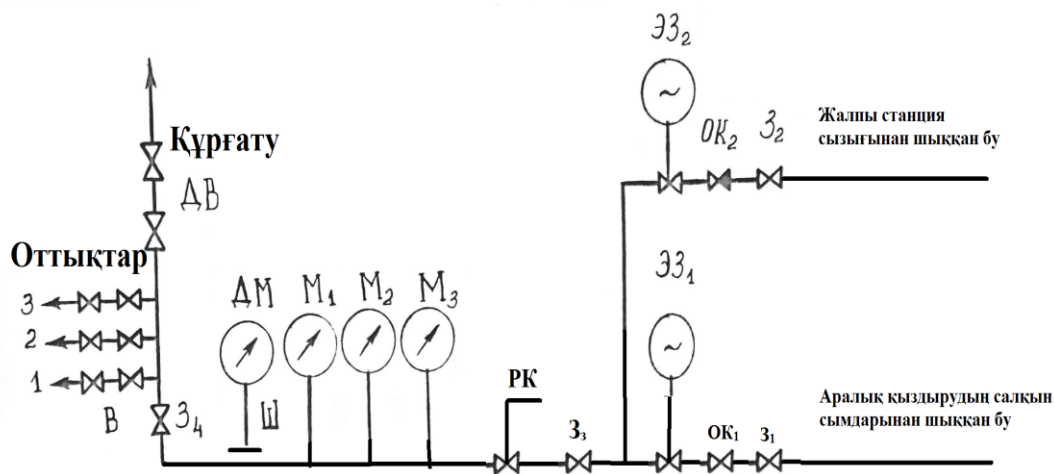 ЭЗ₂
ОК₂
З₂
Жалпы станция
сызығынан шыққан бу
Құрғату
ДВ
Оттықтар
3
2
1
В
З₄
ДМ
М₁
М₂
М₃
Ш
ЭЗ₁
РК
З₃
ОК₁
З₁
Аралық қыздырудың салқын
сымдарынан шыққан бу